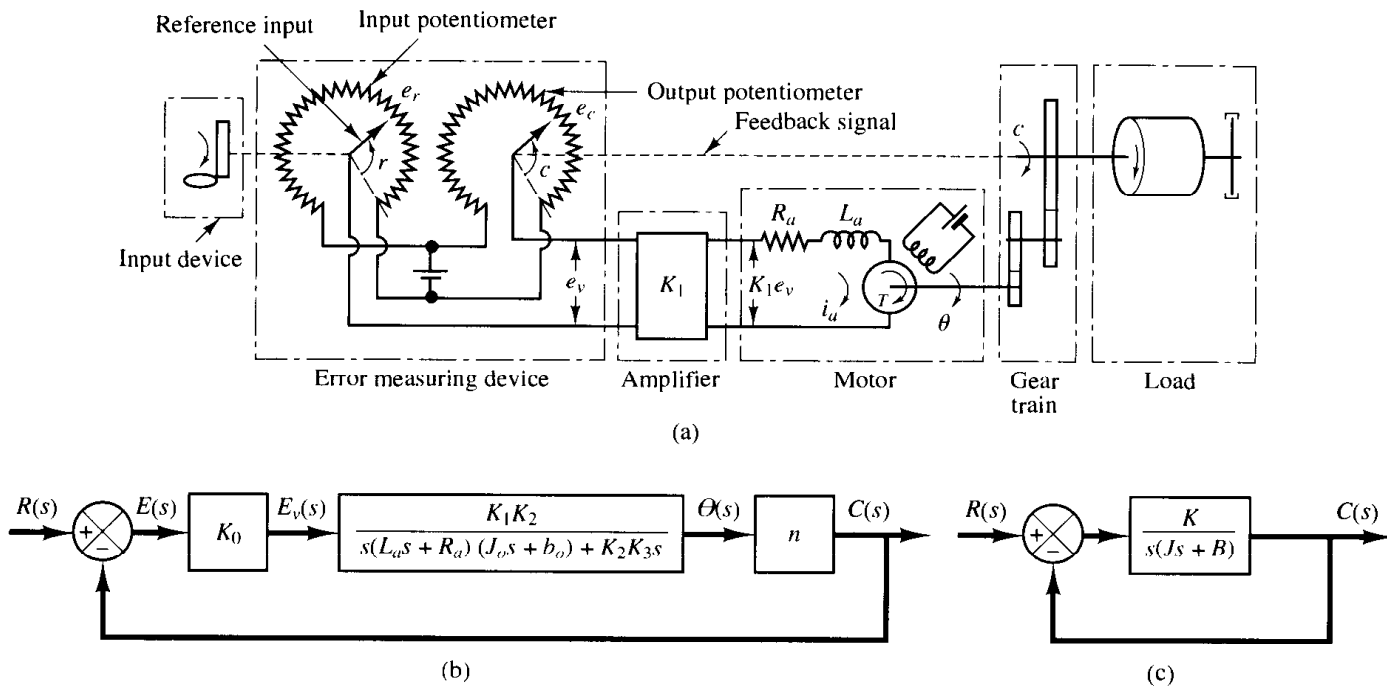 Reference input
Input potentiometer
e_r
r
Output potentiometer
e_c
c
Feedback signal
Input device
e_v
K_1
K_1e_v
R_a
L_a
i_a
T
θ
c
Error measuring device
Amplifier
Motor
Gear
train
Load
(a)
R(s)
+
−
E(s)
K_0
E_v(s)
K_1K_2
s(L_as + R_a) (J_os + b_o) + K_2K_3s
Θ(s)
n
C(s)
(b)
R(s)
+
−
K
s(Js + B)
C(s)
(c)